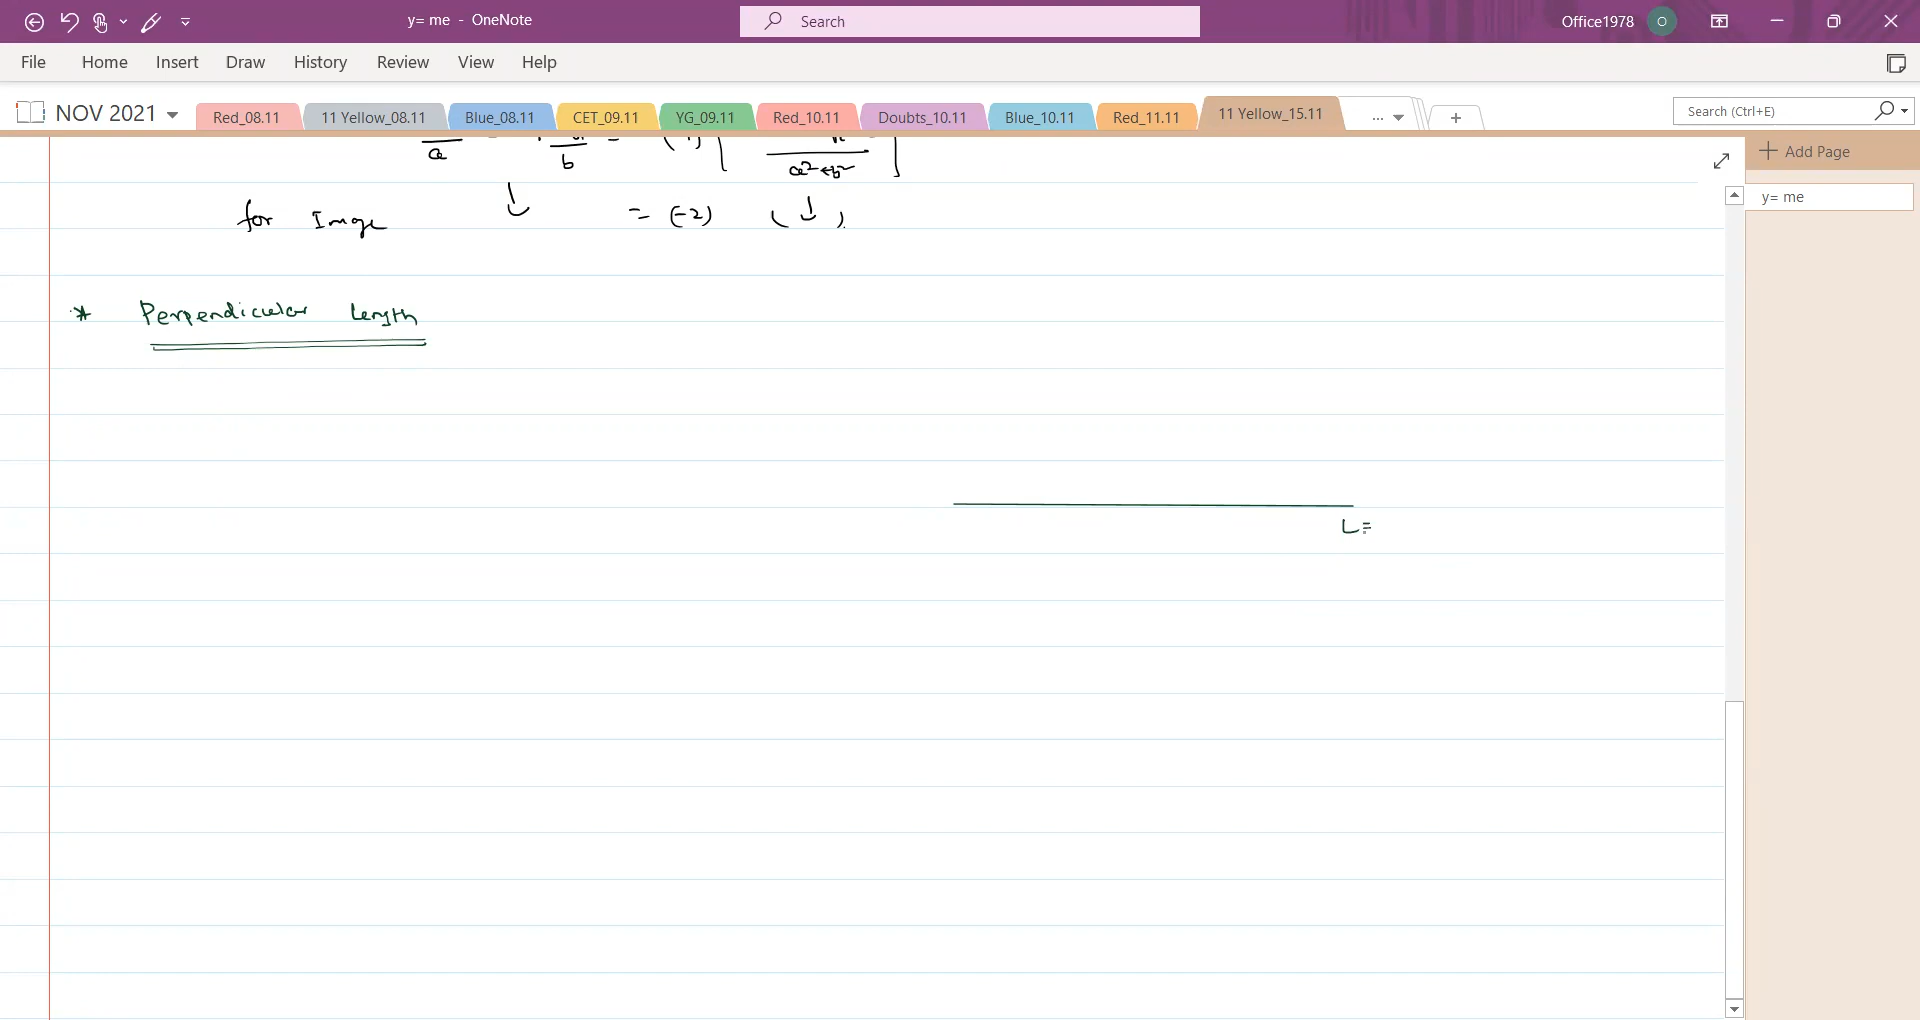 y= me - OneNote
Search
Office1978
O
File Home Insert Draw History Review View Help
NOV 2021
Red_08.11
11 Yellow_08.11
Blue_08.11
CET_09.11
YG_09.11
Red_10.11
Doubts_10.11
Blue_10.11
Red_11.11
11 Yellow_15.11
...
+
Search (Ctrl+E)
Add Page
y= me
a b = a²+b²
for Image = (-2) ( )
* Perpendicular length
L=